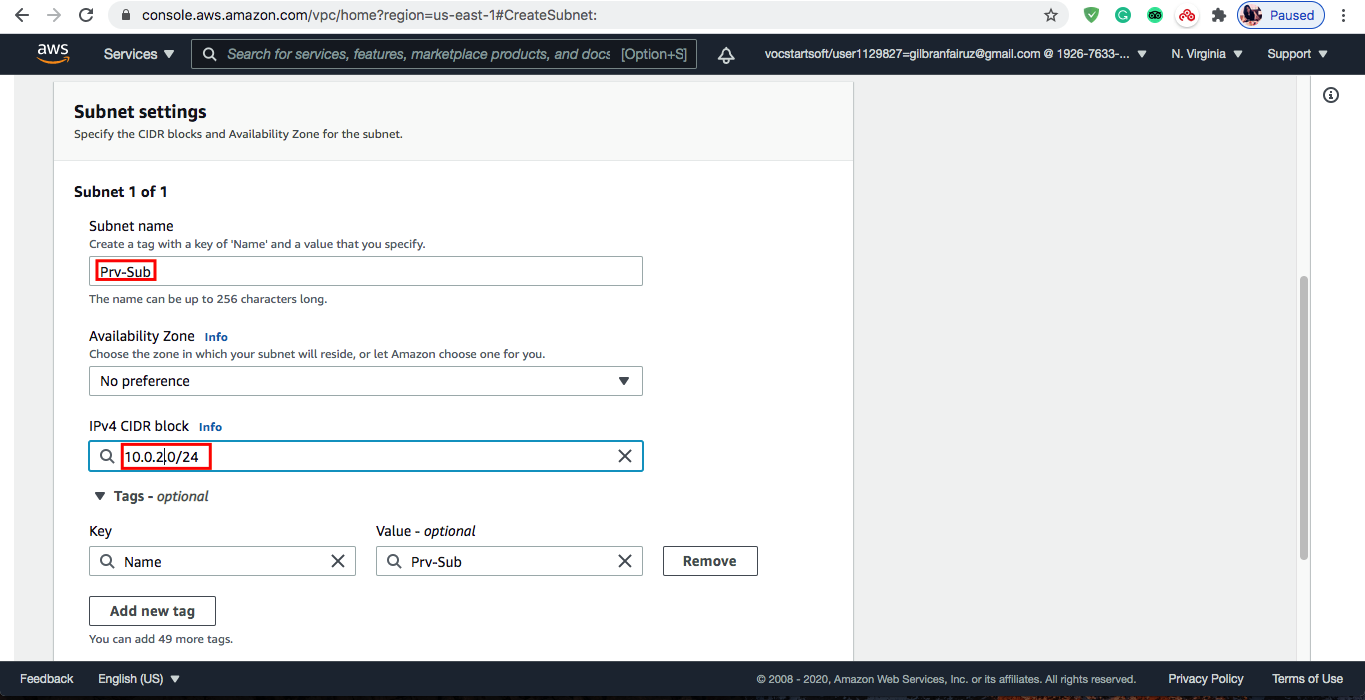 console.aws.amazon.com/vpc/home?region=us-east-1#CreateSubnet:
Paused
aws
Services
Search for services, features, marketplace products, and docs [Option+S]
vocstartsoft/user1129827=gilbranfairuz@gmail.com @ 1926-7633-...
N. Virginia
Support
Subnet settings
Specify the CIDR blocks and Availability Zone for the subnet.
Subnet 1 of 1
Subnet name
Create a tag with a key of 'Name' and a value that you specify.
Prv-Sub
The name can be up to 256 characters long.
Availability Zone Info
Choose the zone in which your subnet will reside, or let Amazon choose one for you.
No preference
IPv4 CIDR block Info
10.0.2.0/24
Tags - optional
Key
Value - optional
Name
Prv-Sub
Remove
Add new tag
You can add 49 more tags.
Feedback
English (US)
© 2008 - 2020, Amazon Web Services, Inc. or its affiliates. All rights reserved.
Privacy Policy
Terms of Use